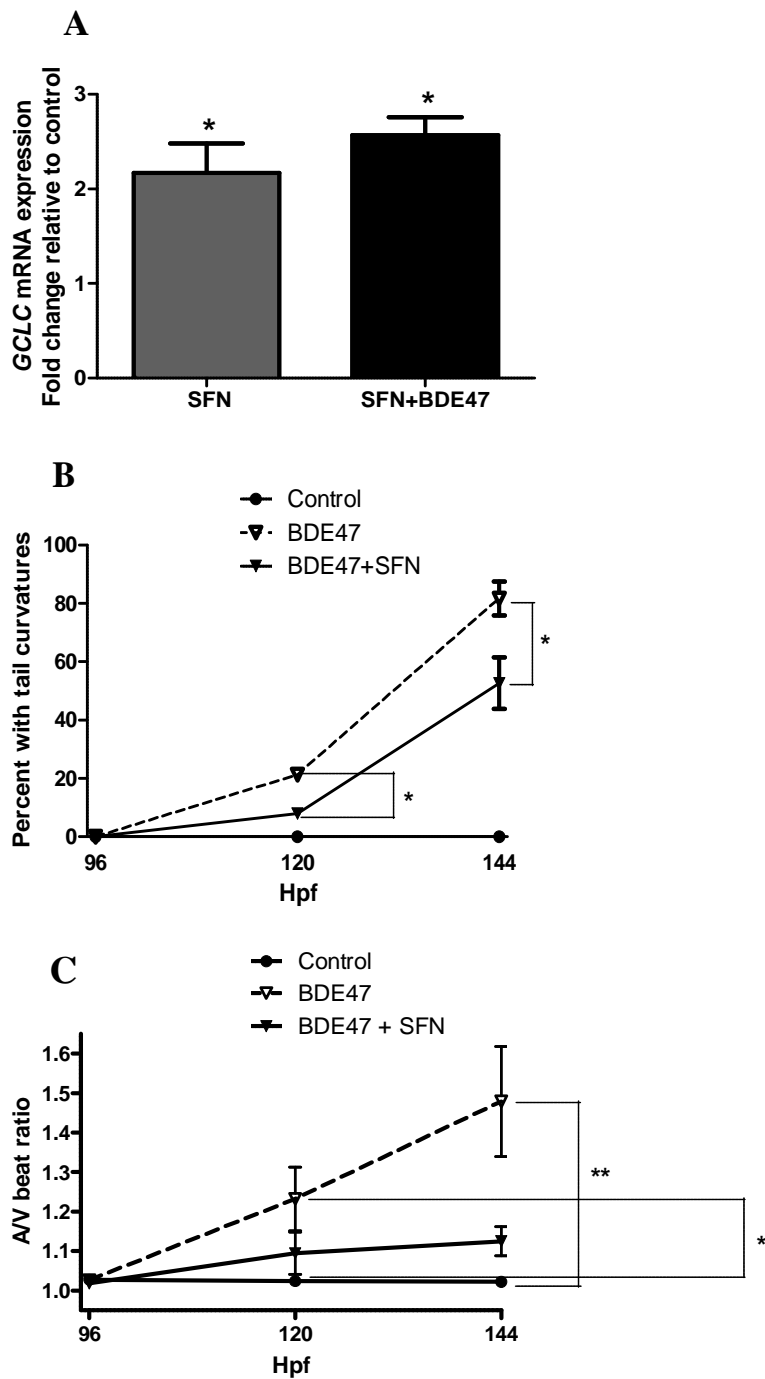 A
GCLC mRNA expression
Fold change relative to control
3
2
1
0
*
*
SFN
SFN+BDE47
B
Control
BDE47
BDE47+SFN
Percent with tail curvatures
100
80
60
40
20
0
*
*
96
120
144
Hpf
C
Control
BDE47
BDE47 + SFN
A/V beat ratio
1.6
1.5
1.4
1.3
1.2
1.1
1.0
**
*
96
120
144
Hpf